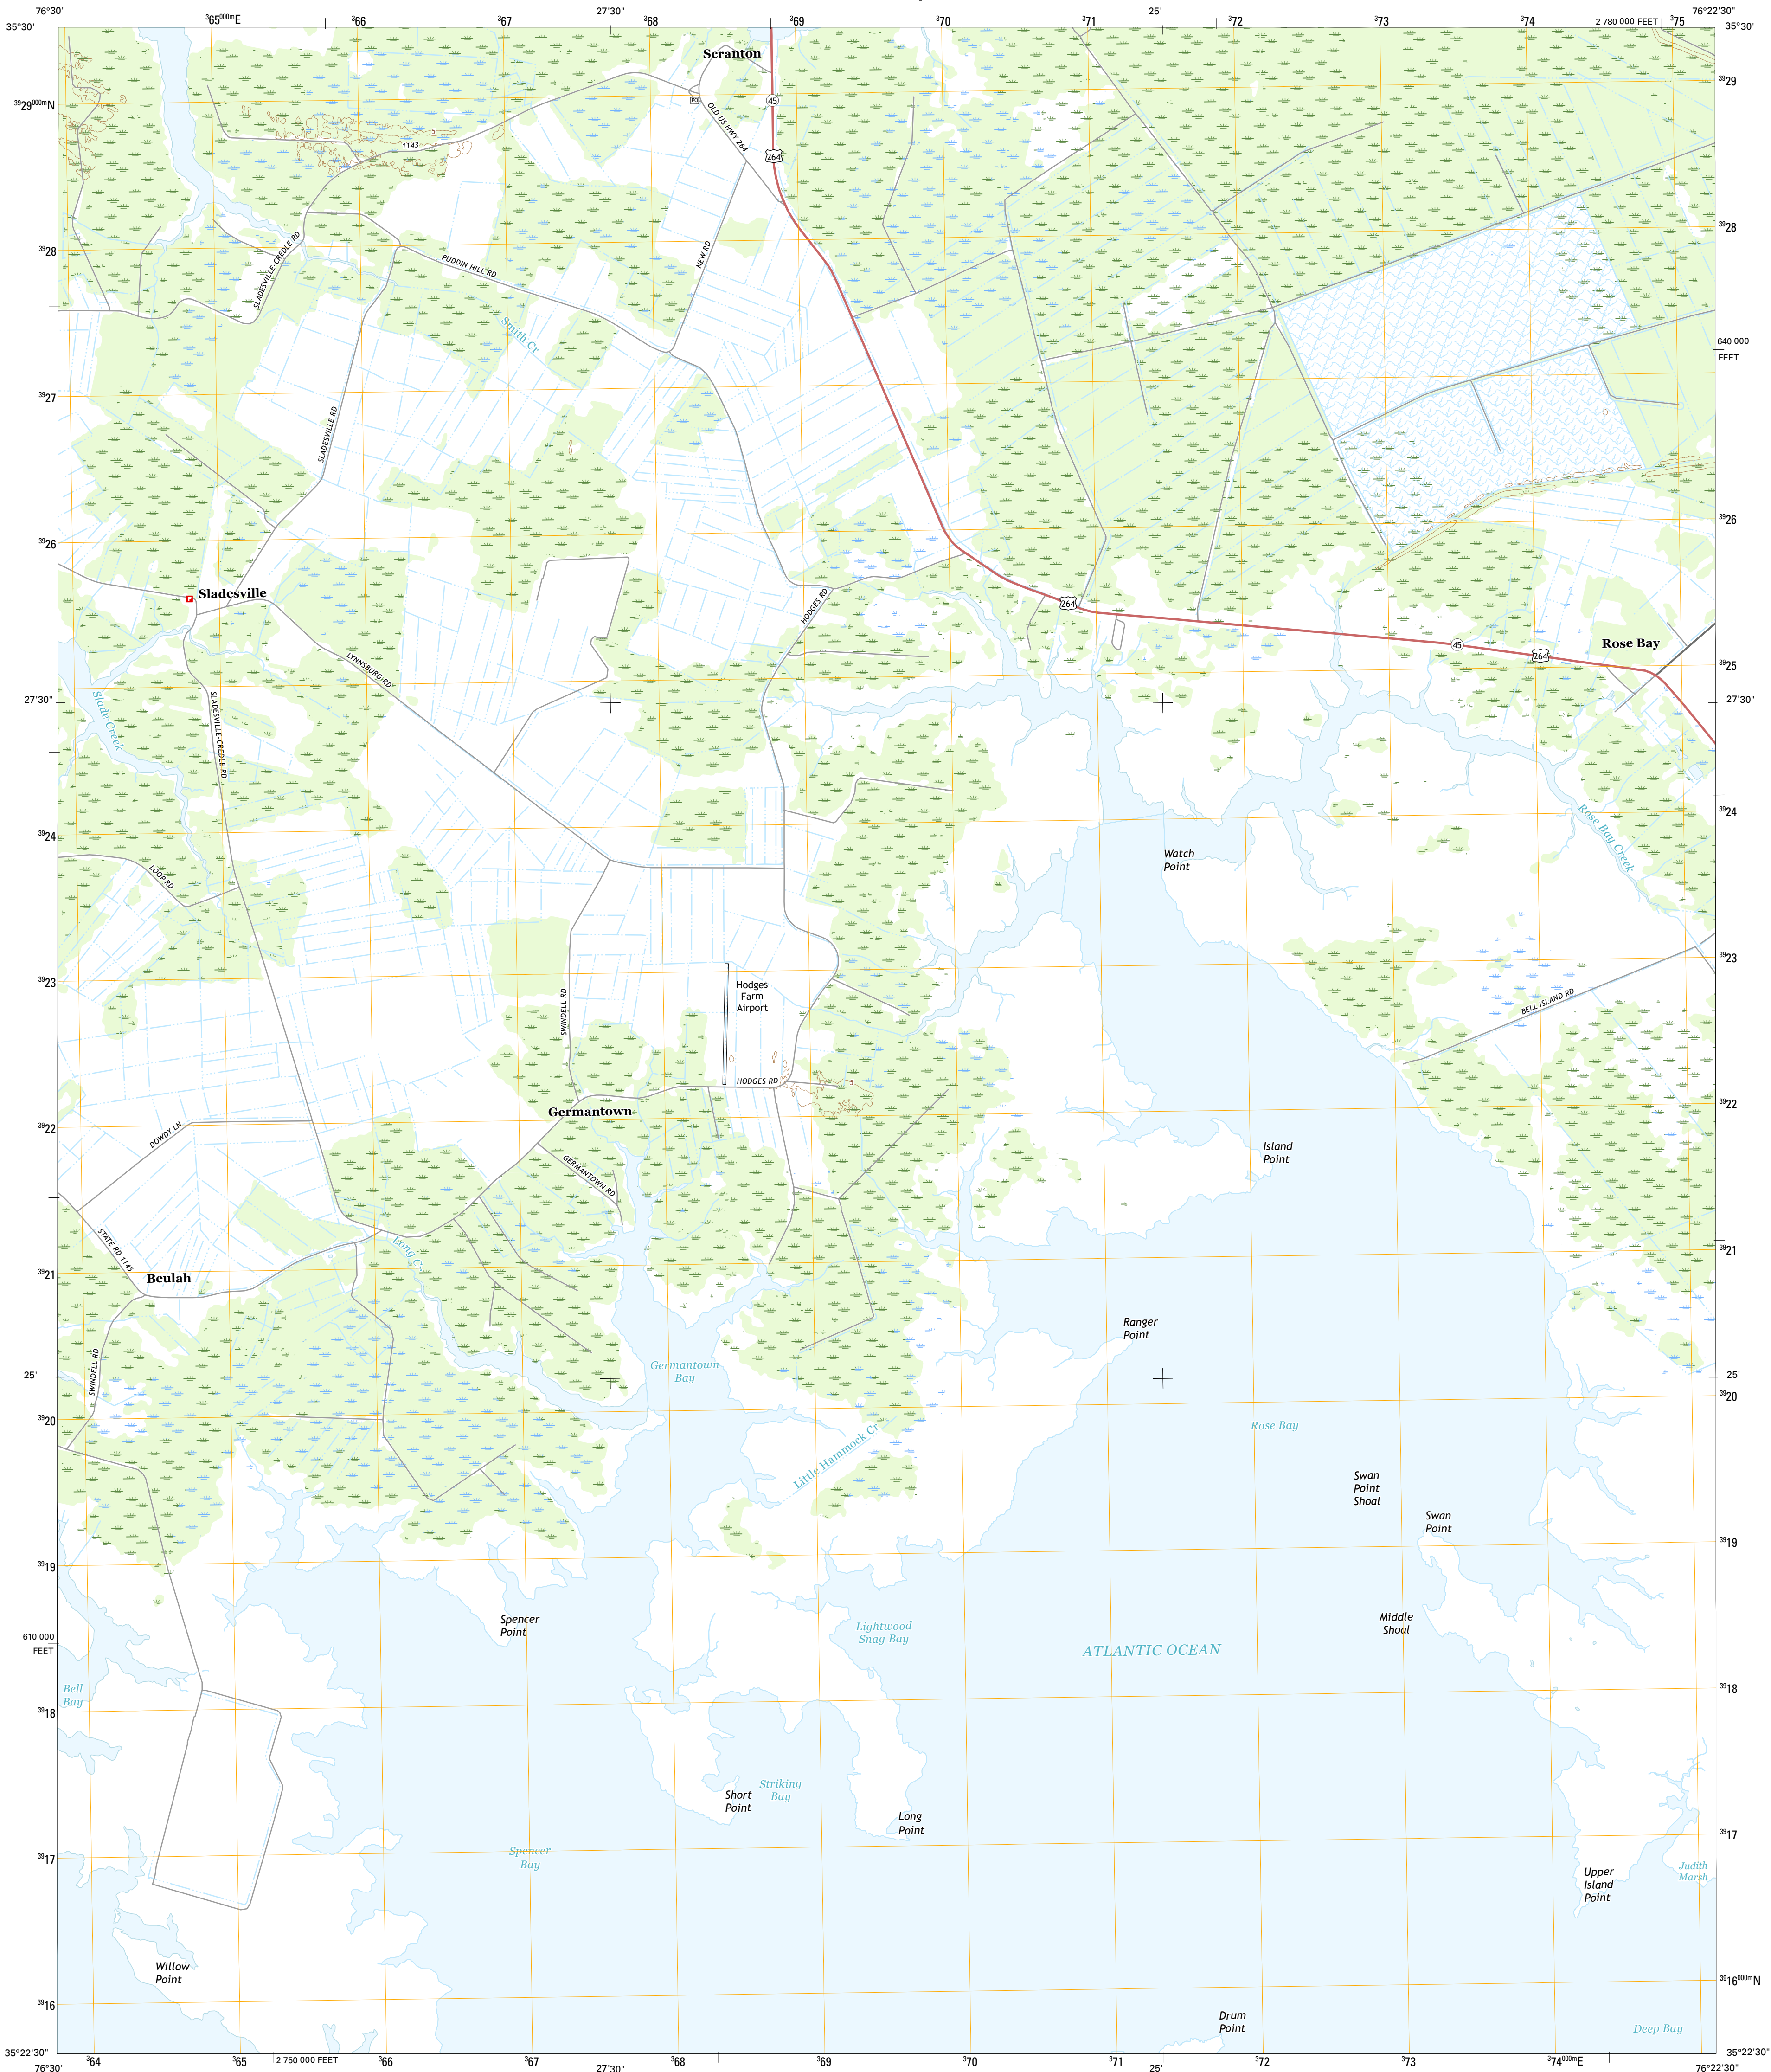 76°30'
³65⁰⁰⁰ᵐE
³66
³67
27'30"
³68
³69
³70
³71
25'
³72
³73
³74
2 780 000 FEET
³75
76°22'30"
35°30'
35°30'
Scranton
³⁹29⁰⁰⁰ᵐN
³⁹29
PO
45
OLD US HWY 264
5
1143
264
³⁹28
³⁹28
SLADESVILLE-CREDLE RD
PUDDIN HILL RD
NEW RD
Smith Cr
640 000
FEET
³⁹27
SLADESVILLE RD
³⁹26
³⁹26
F
Sladesville
HODGES RD
264
45
264
Rose Bay
LYNNSBURG RD
³⁹25
27'30"
27'30"
Slade Creek
SLADESVILLE-CREDLE RD
³⁹24
³⁹24
Rose Bay Creek
Watch
Point
LOOP RD
³⁹23
³⁹23
Hodges
Farm
Airport
SWINDELL RD
BELL ISLAND RD
HODGES RD
5
Germantown
³⁹22
³⁹22
DOWDY LN
Island
Point
GERMANTOWN RD
STATE RD 1145
Long Cr
³⁹21
³⁹21
Beulah
Ranger
Point
SWINDELL RD
Germantown
Bay
25'
25'
³⁹20
³⁹20
Rose Bay
Little Hammock Cr
Swan
Point
Shoal
Swan
Point
³⁹19
³⁹19
Spencer
Point
Lightwood
Snag Bay
Middle
Shoal
610 000
FEET
ATLANTIC OCEAN
Bell
Bay
³⁹18
³⁹18
Short
Point
Striking
Bay
Long
Point
³⁹17
³⁹17
Spencer
Bay
Upper
Island
Point
Judith
Marsh
Willow
Point
³⁹16⁰⁰⁰ᵐN
³⁹16
Drum
Point
Deep Bay
35°22'30"
35°22'30"
76°30'
³64
³65
2 750 000 FEET
³66
³67
27'30"
³68
³69
³70
³71
25'
³72
³73
³74⁰⁰⁰ᵐE
76°22'30"